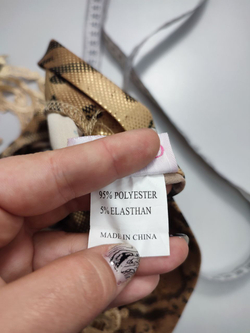 95% POLYESTER
5% ELASTHAN
MADE IN CHINA